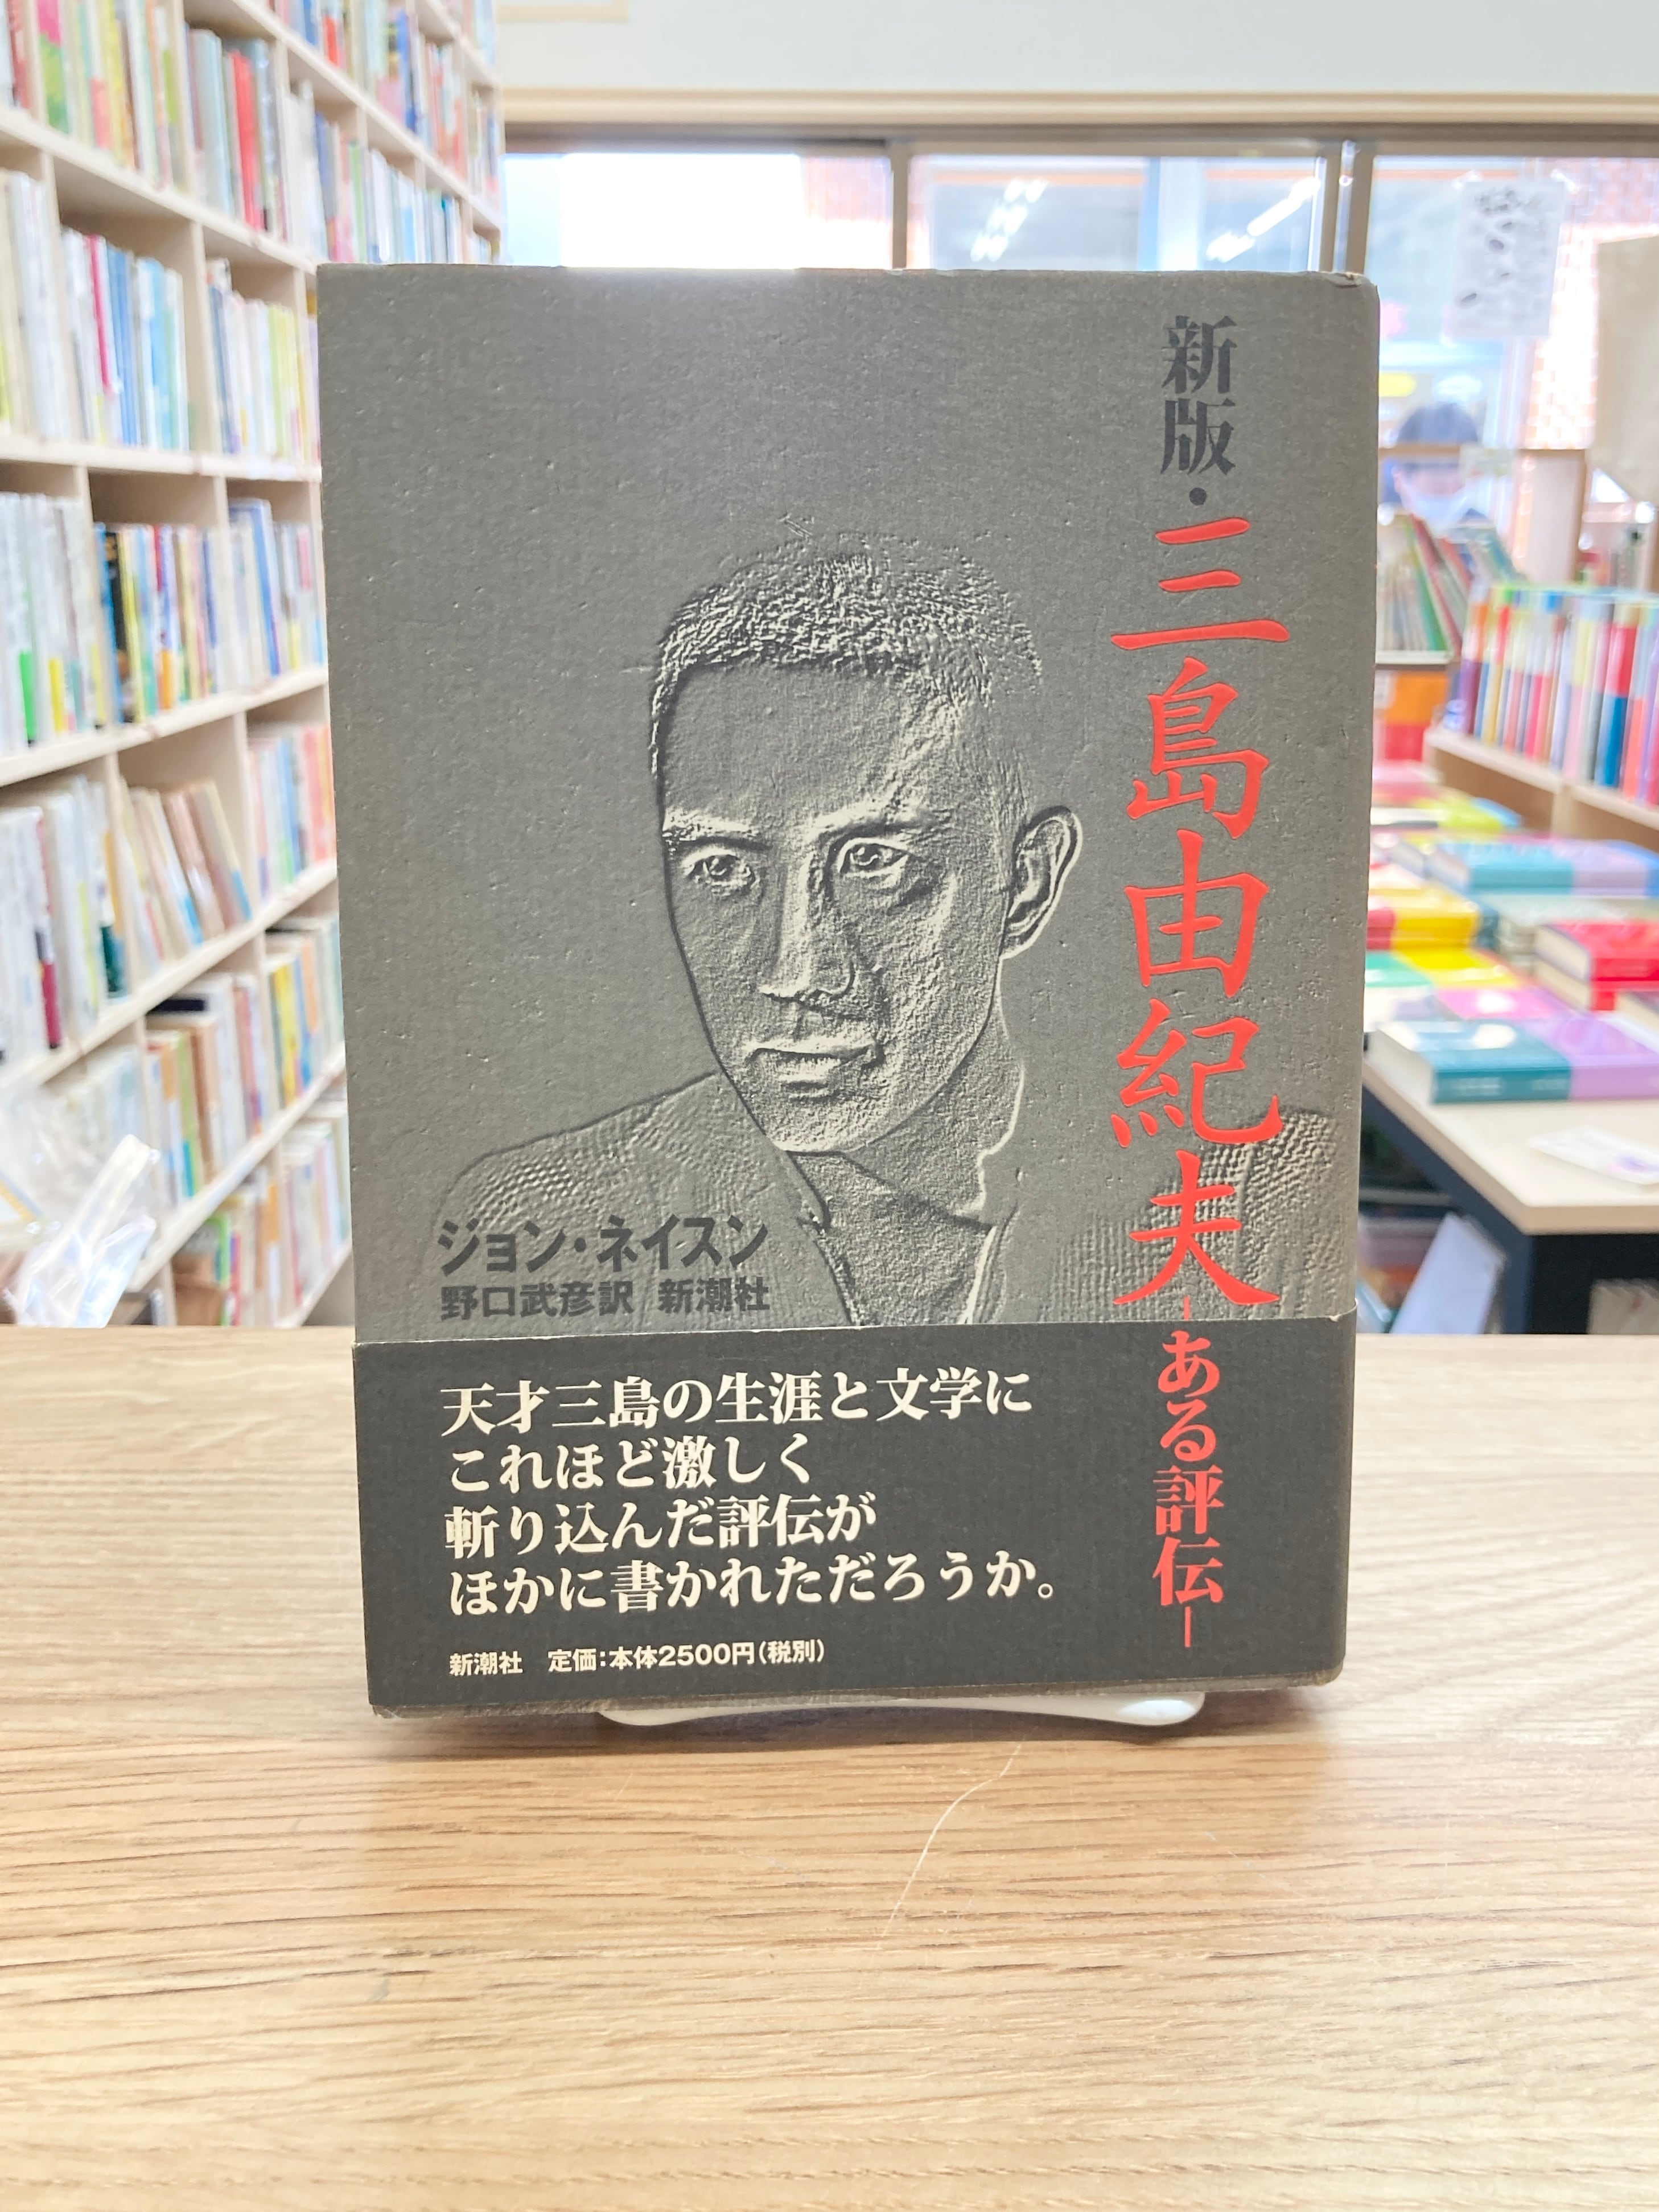 新版・三島由紀夫
―ある評伝―
ジョン・ネイスン
野口武彦訳 新潮社
天才三島の生涯と文学に
これほど激しく
斬り込んだ評伝が
ほかに書かれただろうか。
新潮社 定価：本体2500円（税別）